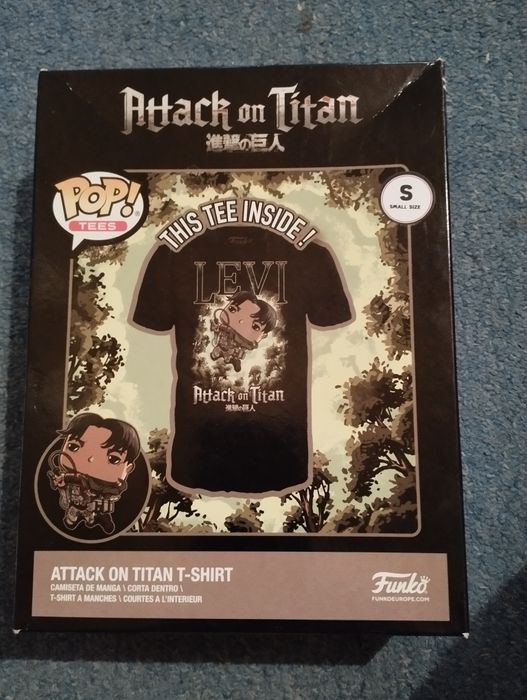 Attack on Titan
進撃の巨人
POP!
TEES
S
SMALL SIZE
THIS TEE INSIDE!
LEVI
Attack on Titan
進撃の巨人
ATTACK ON TITAN T-SHIRT
CAMISETA DE MANGA \ CORTA DENTRO \
T-SHIRT A MANCHES \ COURTES A L'INTERIEUR
Funko
FUNKOEUROPE.COM